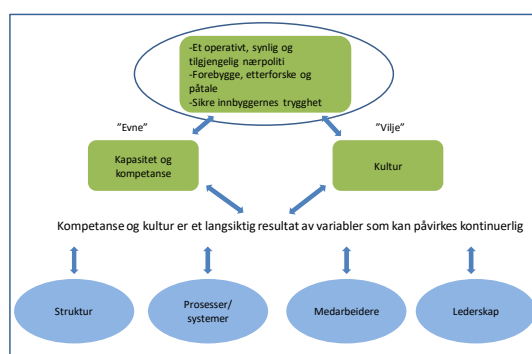 -Et operativt, synlig og
tilgjengelig nærpoliti
-Forebygge, etterforske og
påtale
-Sikre innbyggernes trygghet
"Evne"
"Vilje"
Kapasitet og
kompetanse
Kultur
Kompetanse og kultur er et langsiktig resultat av variabler som kan påvirkes kontinuerlig
Struktur
Prosesser/
systemer
Medarbeidere
Lederskap